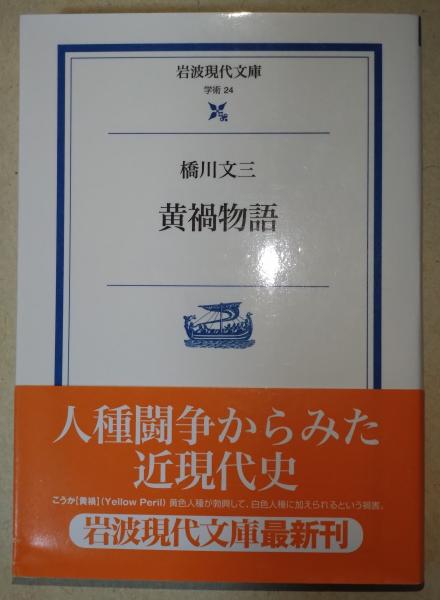 岩波現代文庫
学術 24
橋川文三
黄禍物語
人種闘争からみた
近現代史
こうか【黄禍】(Yellow Peril) 黄色人種が勃興して、白色人種に加えられるという禍害。
岩波現代文庫最新刊